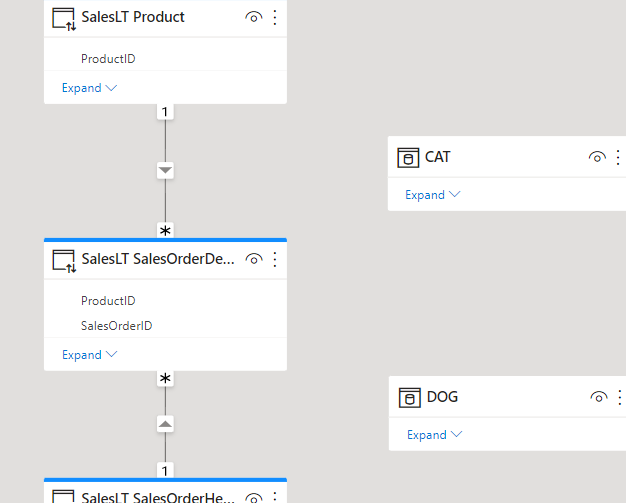 SalesLT Product
ProductID
Expand
1
*
SalesLT SalesOrderDe...
ProductID
SalesOrderID
Expand
*
1
SalesLT SalesOrderHe...
CAT
Expand
DOG
Expand